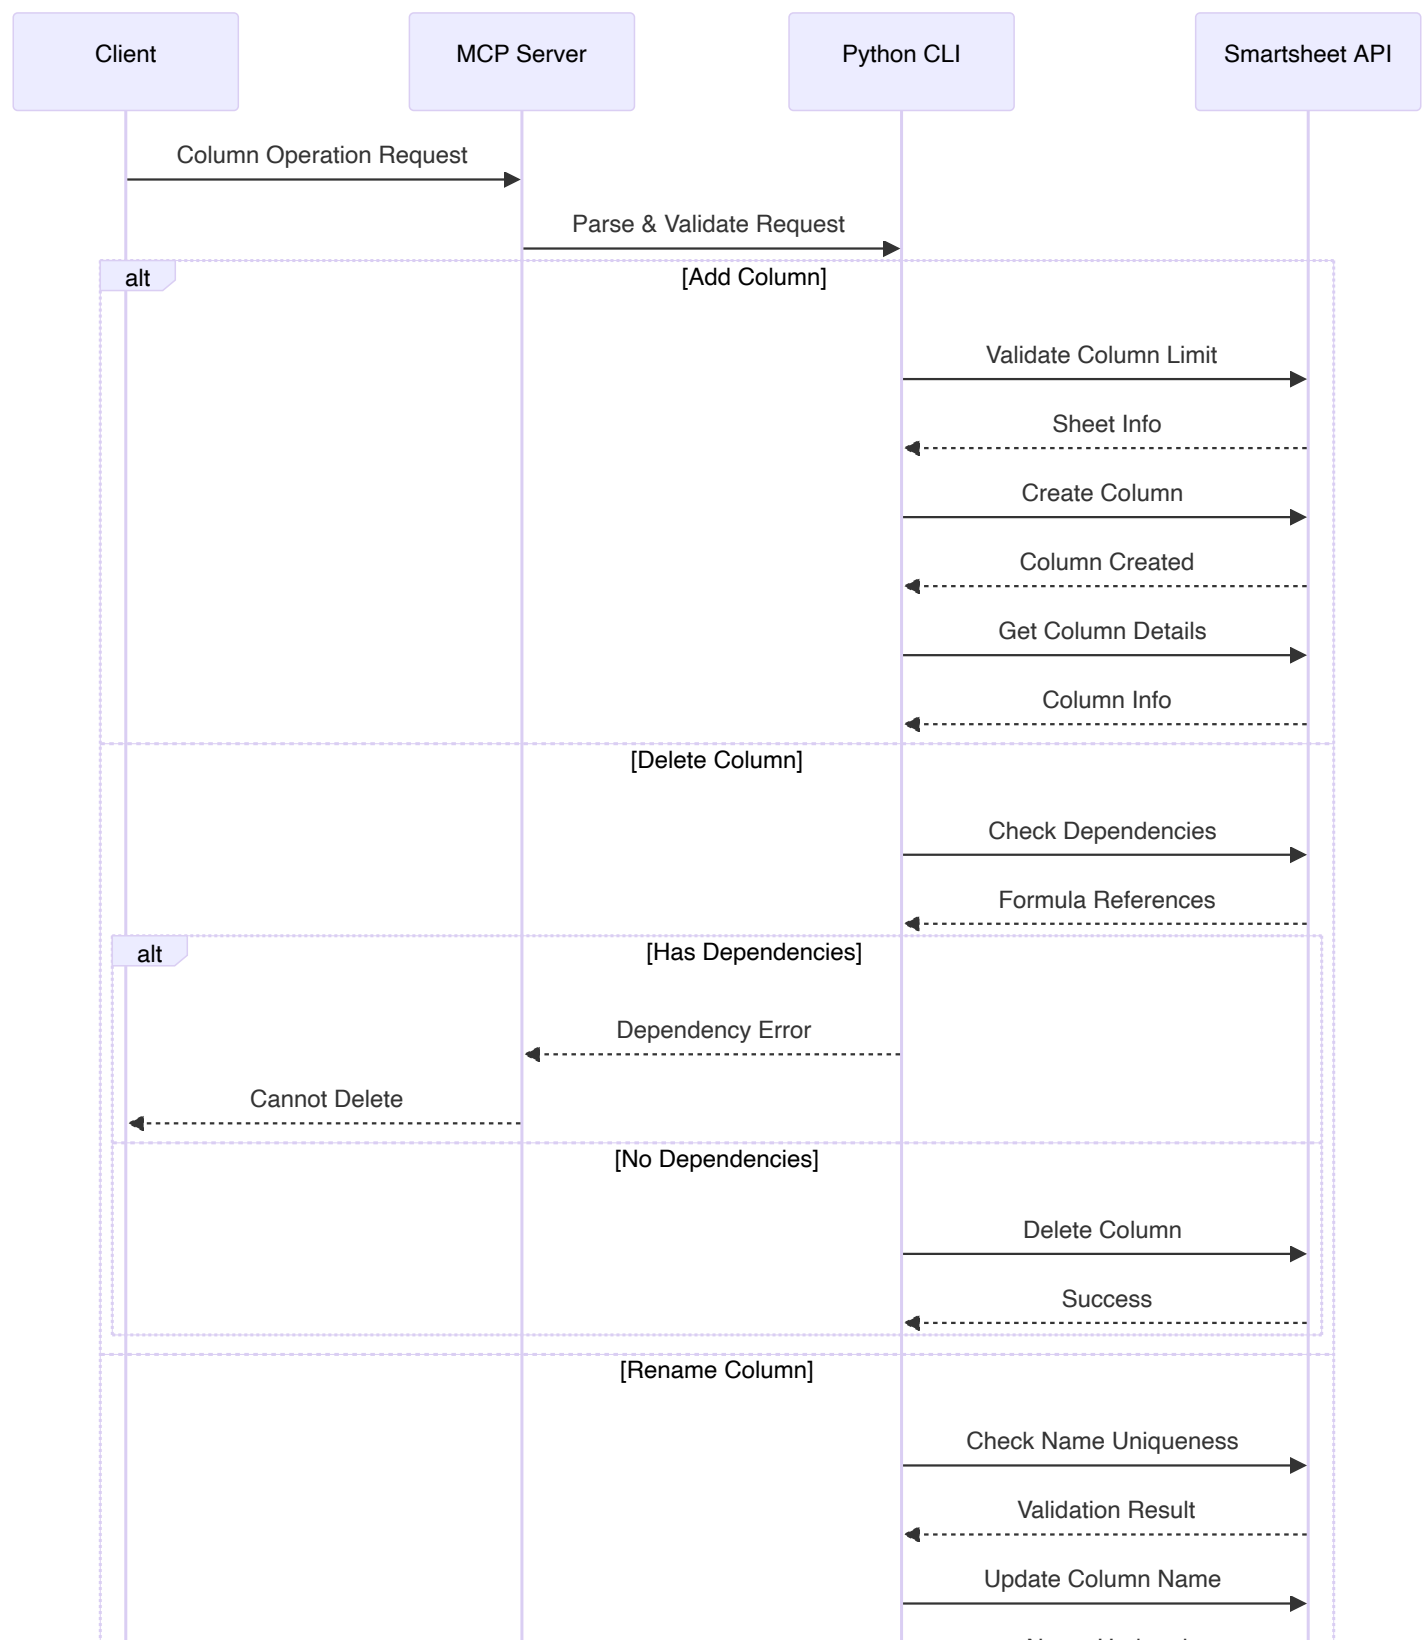 Client
MCP Server
Python CLI
Smartsheet API
Column Operation Request
Parse & Validate Request
alt
[Add Column]
Validate Column Limit
Sheet Info
Create Column
Column Created
Get Column Details
Column Info
[Delete Column]
Check Dependencies
Formula References
alt
[Has Dependencies]
Dependency Error
Cannot Delete
[No Dependencies]
Delete Column
Success
[Rename Column]
Check Name Uniqueness
Validation Result
Update Column Name